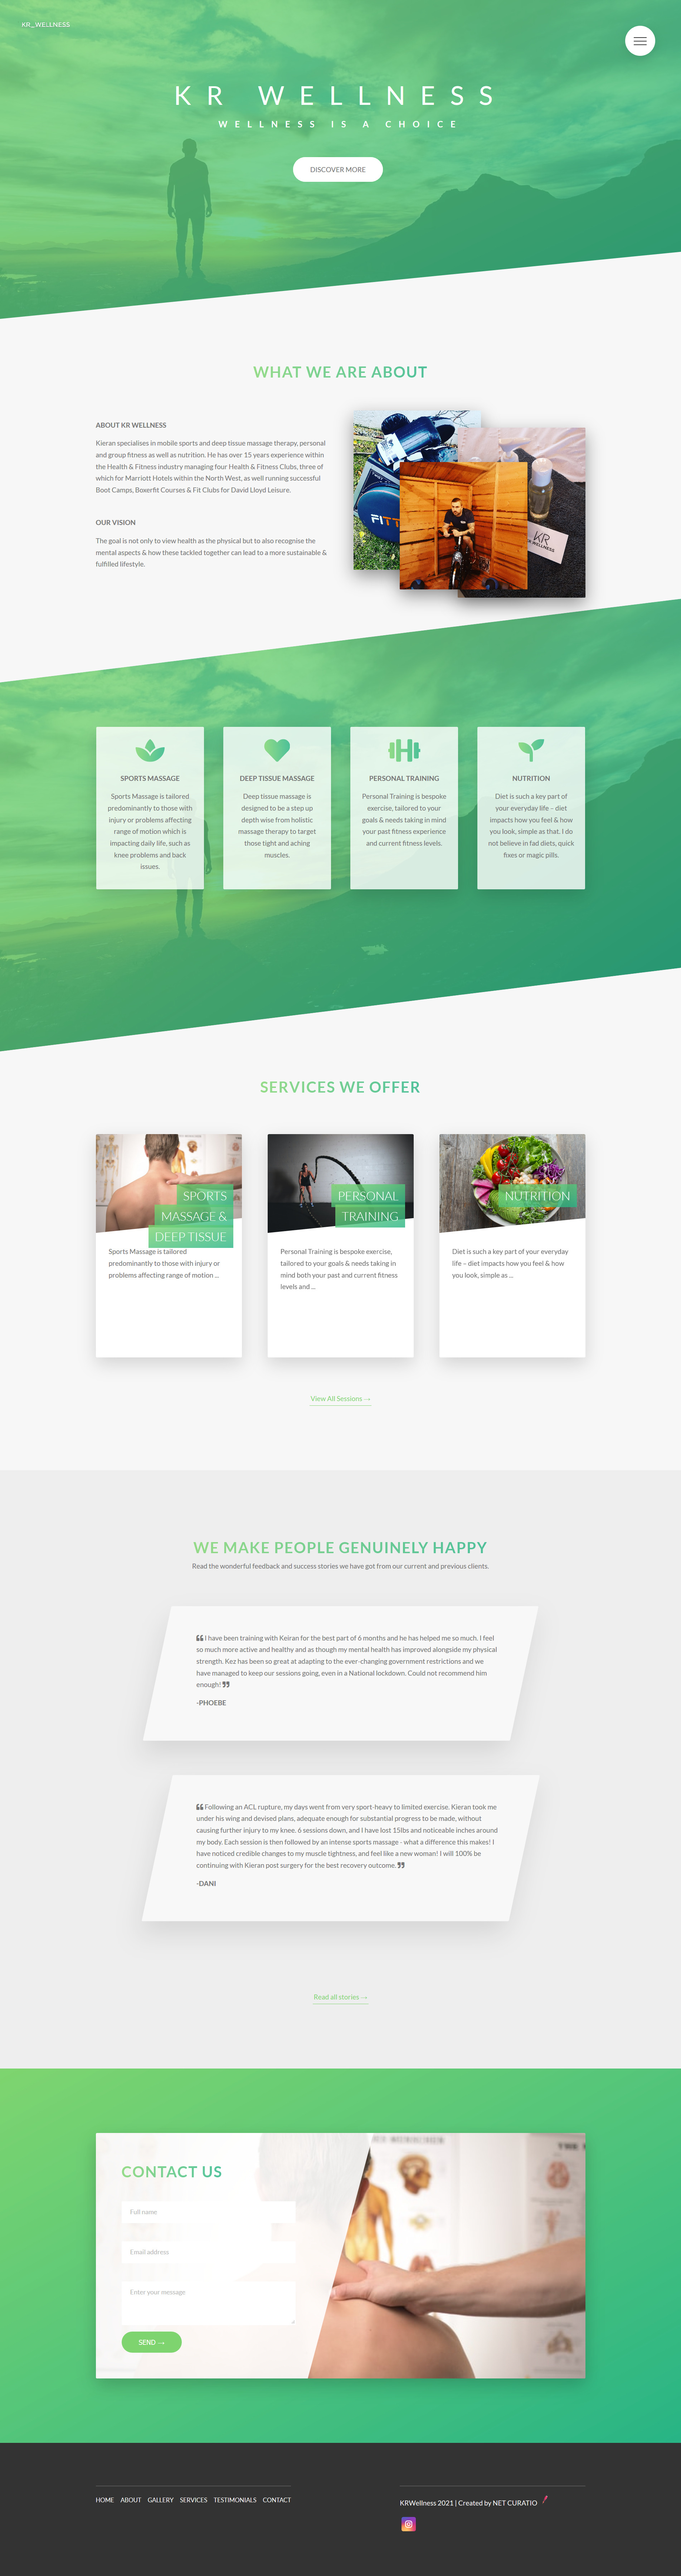 KR_WELLNESS
KR WELLNESS
WELLNESS IS A CHOICE
DISCOVER MORE
WHAT WE ARE ABOUT
ABOUT KR WELLNESS
Kieran specialises in mobile sports and deep tissue massage therapy, personal
and group fitness as well as nutrition. He has over 15 years experience within
the Health & Fitness industry managing four Health & Fitness Clubs, three of
which for Marriott Hotels within the North West, as well running successful
Boot Camps, Boxerfit Courses & Fit Clubs for David Lloyd Leisure.
OUR VISION
The goal is not only to view health as the physical but to also recognise the
mental aspects & how these tackled together can lead to a more sustainable &
fulfilled lifestyle.
FITT
KR
WELLNESS
SPORTS MASSAGE
Sports Massage is tailored
predominantly to those with
injury or problems affecting
range of motion which is
impacting daily life, such as
knee problems and back
issues.
DEEP TISSUE MASSAGE
Deep tissue massage is
designed to be a step up
depth wise from holistic
massage therapy to target
those tight and aching
muscles.
PERSONAL TRAINING
Personal Training is bespoke
exercise, tailored to your
goals & needs taking in mind
your past fitness experience
and current fitness levels.
NUTRITION
Diet is such a key part of
your everyday life – diet
impacts how you feel & how
you look, simple as that. I do
not believe in fad diets, quick
fixes or magic pills.
SERVICES WE OFFER
SPORTS
MASSAGE &
DEEP TISSUE
Sports Massage is tailored
predominantly to those with injury or
problems affecting range of motion ...
PERSONAL
TRAINING
Personal Training is bespoke exercise,
tailored to your goals & needs taking in
mind both your past and current fitness
levels and ...
NUTRITION
Diet is such a key part of your everyday
life – diet impacts how you feel & how
you look, simple as ...
View All Sessions →
WE MAKE PEOPLE GENUINELY HAPPY
Read the wonderful feedback and success stories we have got from our current and previous clients.
“ I have been training with Keiran for the best part of 6 months and he has helped me so much. I feel
so much more active and healthy and as though my mental health has improved alongside my physical
strength. Kez has been so great at adapting to the ever-changing government restrictions and we
have managed to keep our sessions going, even in a National lockdown. Could not recommend him
enough! ”
-PHOEBE
“ Following an ACL rupture, my days went from very sport-heavy to limited exercise. Kieran took me
under his wing and devised plans, adequate enough for substantial progress to be made, without
causing further injury to my knee. 6 sessions down, and I have lost 15lbs and noticeable inches around
my body. Each session is then followed by an intense sports massage - what a difference this makes! I
have noticed changes to my muscle tightness, and feel like a new woman! I will 100% be
continuing with Kieran post surgery for the best recovery outcome. ”
-DANI
Read all stories →
CONTACT US
Full name
Email address
Enter your message
SEND →
HOME ABOUT GALLERY SERVICES TESTIMONIALS CONTACT
KRWellness 2021 | Created by NET CURATIO